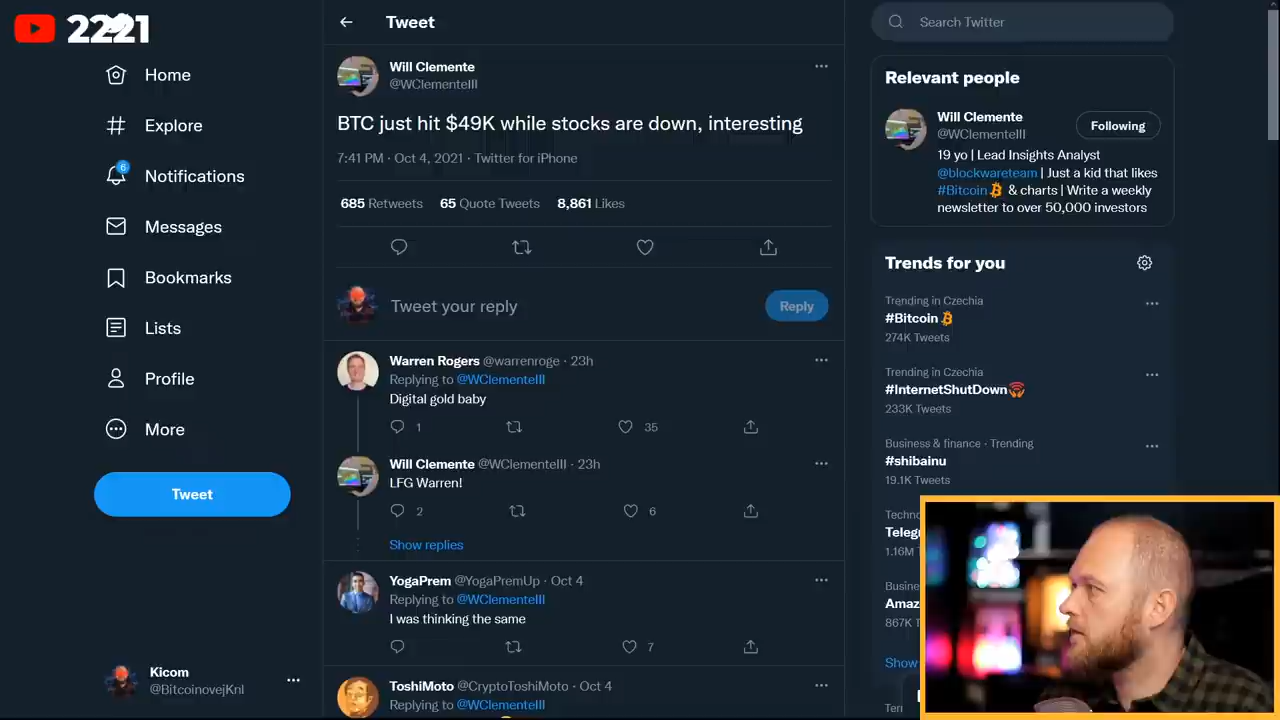 2221
Home
Explore
6
Notifications
Messages
Bookmarks
Lists
Profile
More
Tweet
Kicom
@BitcoinovejKnl
Tweet
Will Clemente
@WClementeIII
BTC just hit $49K while stocks are down, interesting
7:41 PM · Oct 4, 2021 · Twitter for iPhone
685 Retweets 65 Quote Tweets 8,861 Likes
Tweet your reply
Reply
Warren Rogers @warrenroge · 23h
Replying to @WClementeIII
Digital gold baby
1 35
Will Clemente @WClementeIII · 23h
LFG Warren!
2 6
Show replies
YogaPrem @YogaPremUp · Oct 4
Replying to @WClementeIII
I was thinking the same
7
ToshiMoto @CryptoToshiMoto · Oct 4
Replying to @WClementeIII
Search Twitter
Relevant people
Will Clemente
@WClementeIII
Following
19 yo | Lead Insights Analyst
@blockwareteam | Just a kid that likes
#Bitcoin & charts | Write a weekly
newsletter to over 50,000 investors
Trends for you
Trending in Czechia
#Bitcoin
274K Tweets
Trending in Czechia
#InternetShutDown
233K Tweets
Business & finance · Trending
#shibainu
19.1K Tweets
Techno
Teleg
1.16M
Busine
Amaz
867K
Show
Teri